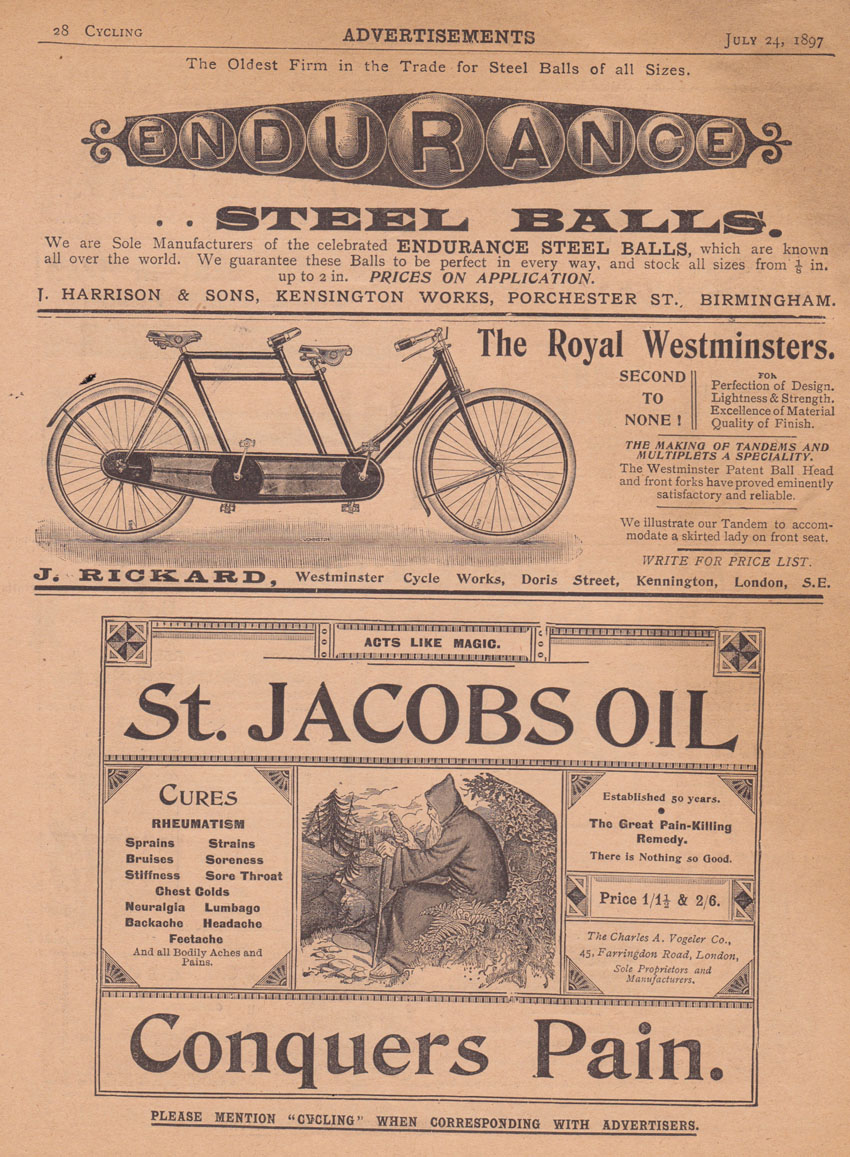 28 CYCLING
ADVERTISEMENTS
JULY 24, 1897
The Oldest Firm in the Trade for Steel Balls of all Sizes.
ENDURANCE
. . STEEL BALLS.
We are Sole Manufacturers of the celebrated ENDURANCE STEEL BALLS, which are known
all over the world. We guarantee these Balls to be perfect in every way, and stock all sizes from ⅛ in.
up to 2 in. PRICES ON APPLICATION.
J. HARRISON & SONS, KENSINGTON WORKS, PORCHESTER ST., BIRMINGHAM.
The Royal Westminsters.
SECOND
TO
NONE !
FOR
Perfection of Design.
Lightness & Strength.
Excellence of Material
Quality of Finish.
THE MAKING OF TANDEMS AND
MULTIPLETS A SPECIALITY.
The Westminster Patent Ball Head
and front forks have proved eminently
satisfactory and reliable.
We illustrate our Tandem to accom-
modate a skirted lady on front seat.
WRITE FOR PRICE LIST.
J. RICKARD, Westminster Cycle Works, Doris Street, Kennington, London, S.E.
ACTS LIKE MAGIC.
St. JACOBS OIL
CURES
RHEUMATISM
Sprains Strains
Bruises Soreness
Stiffness Sore Throat
Chest Colds
Neuralgia Lumbago
Backache Headache
Feetache
And all Bodily Aches and
Pains.
Established 50 years.
The Great Pain-Killing
Remedy.
There is Nothing so Good.
Price 1/1½ & 2/6.
The Charles A. Vogeler Co.,
45, Farringdon Road, London,
Sole Proprietors and
Manufacturers.
Conquers Pain.
PLEASE MENTION "CYCLING" WHEN CORRESPONDING WITH ADVERTISERS.